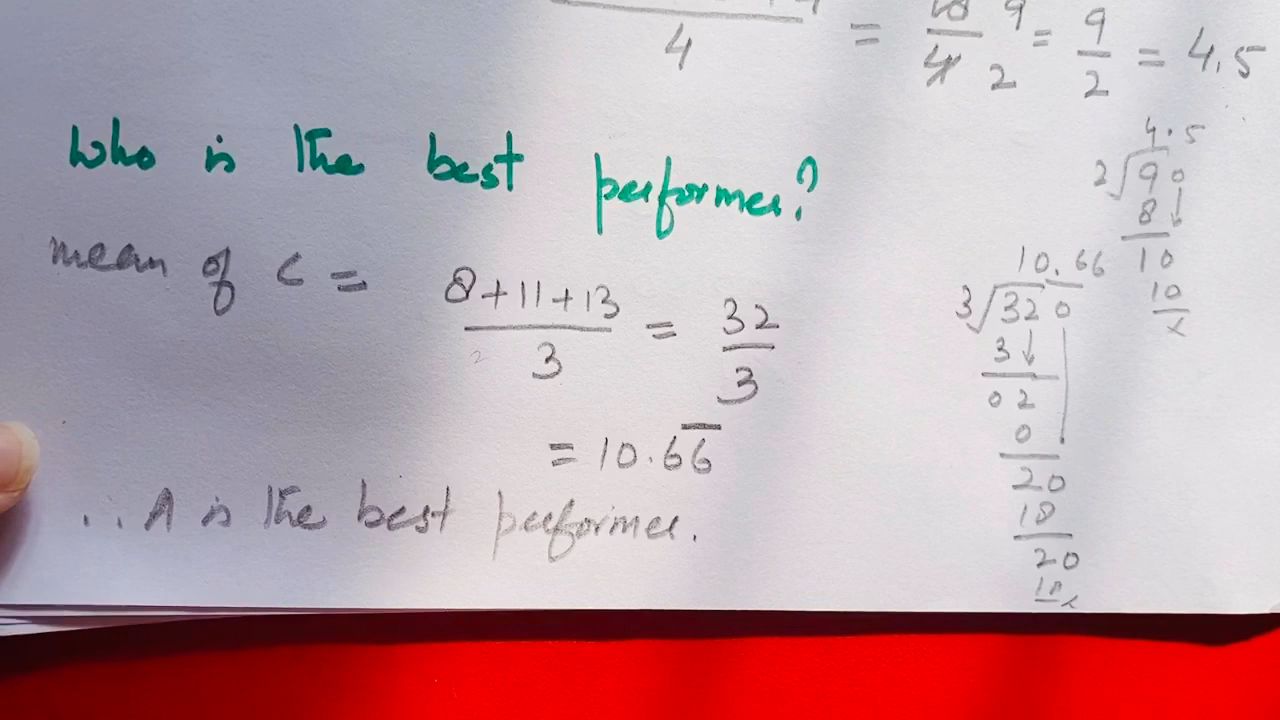 4 = 18/4 9/2 = 9/2 = 4.5
Who is the best performer?
mean of C = 8+11+13/3 = 32/3
= 10.66
∴ A is the best performer.
4.5
2 90
8
10
10
x
10.66
3 320
3
02
0
20
18
20
18
x